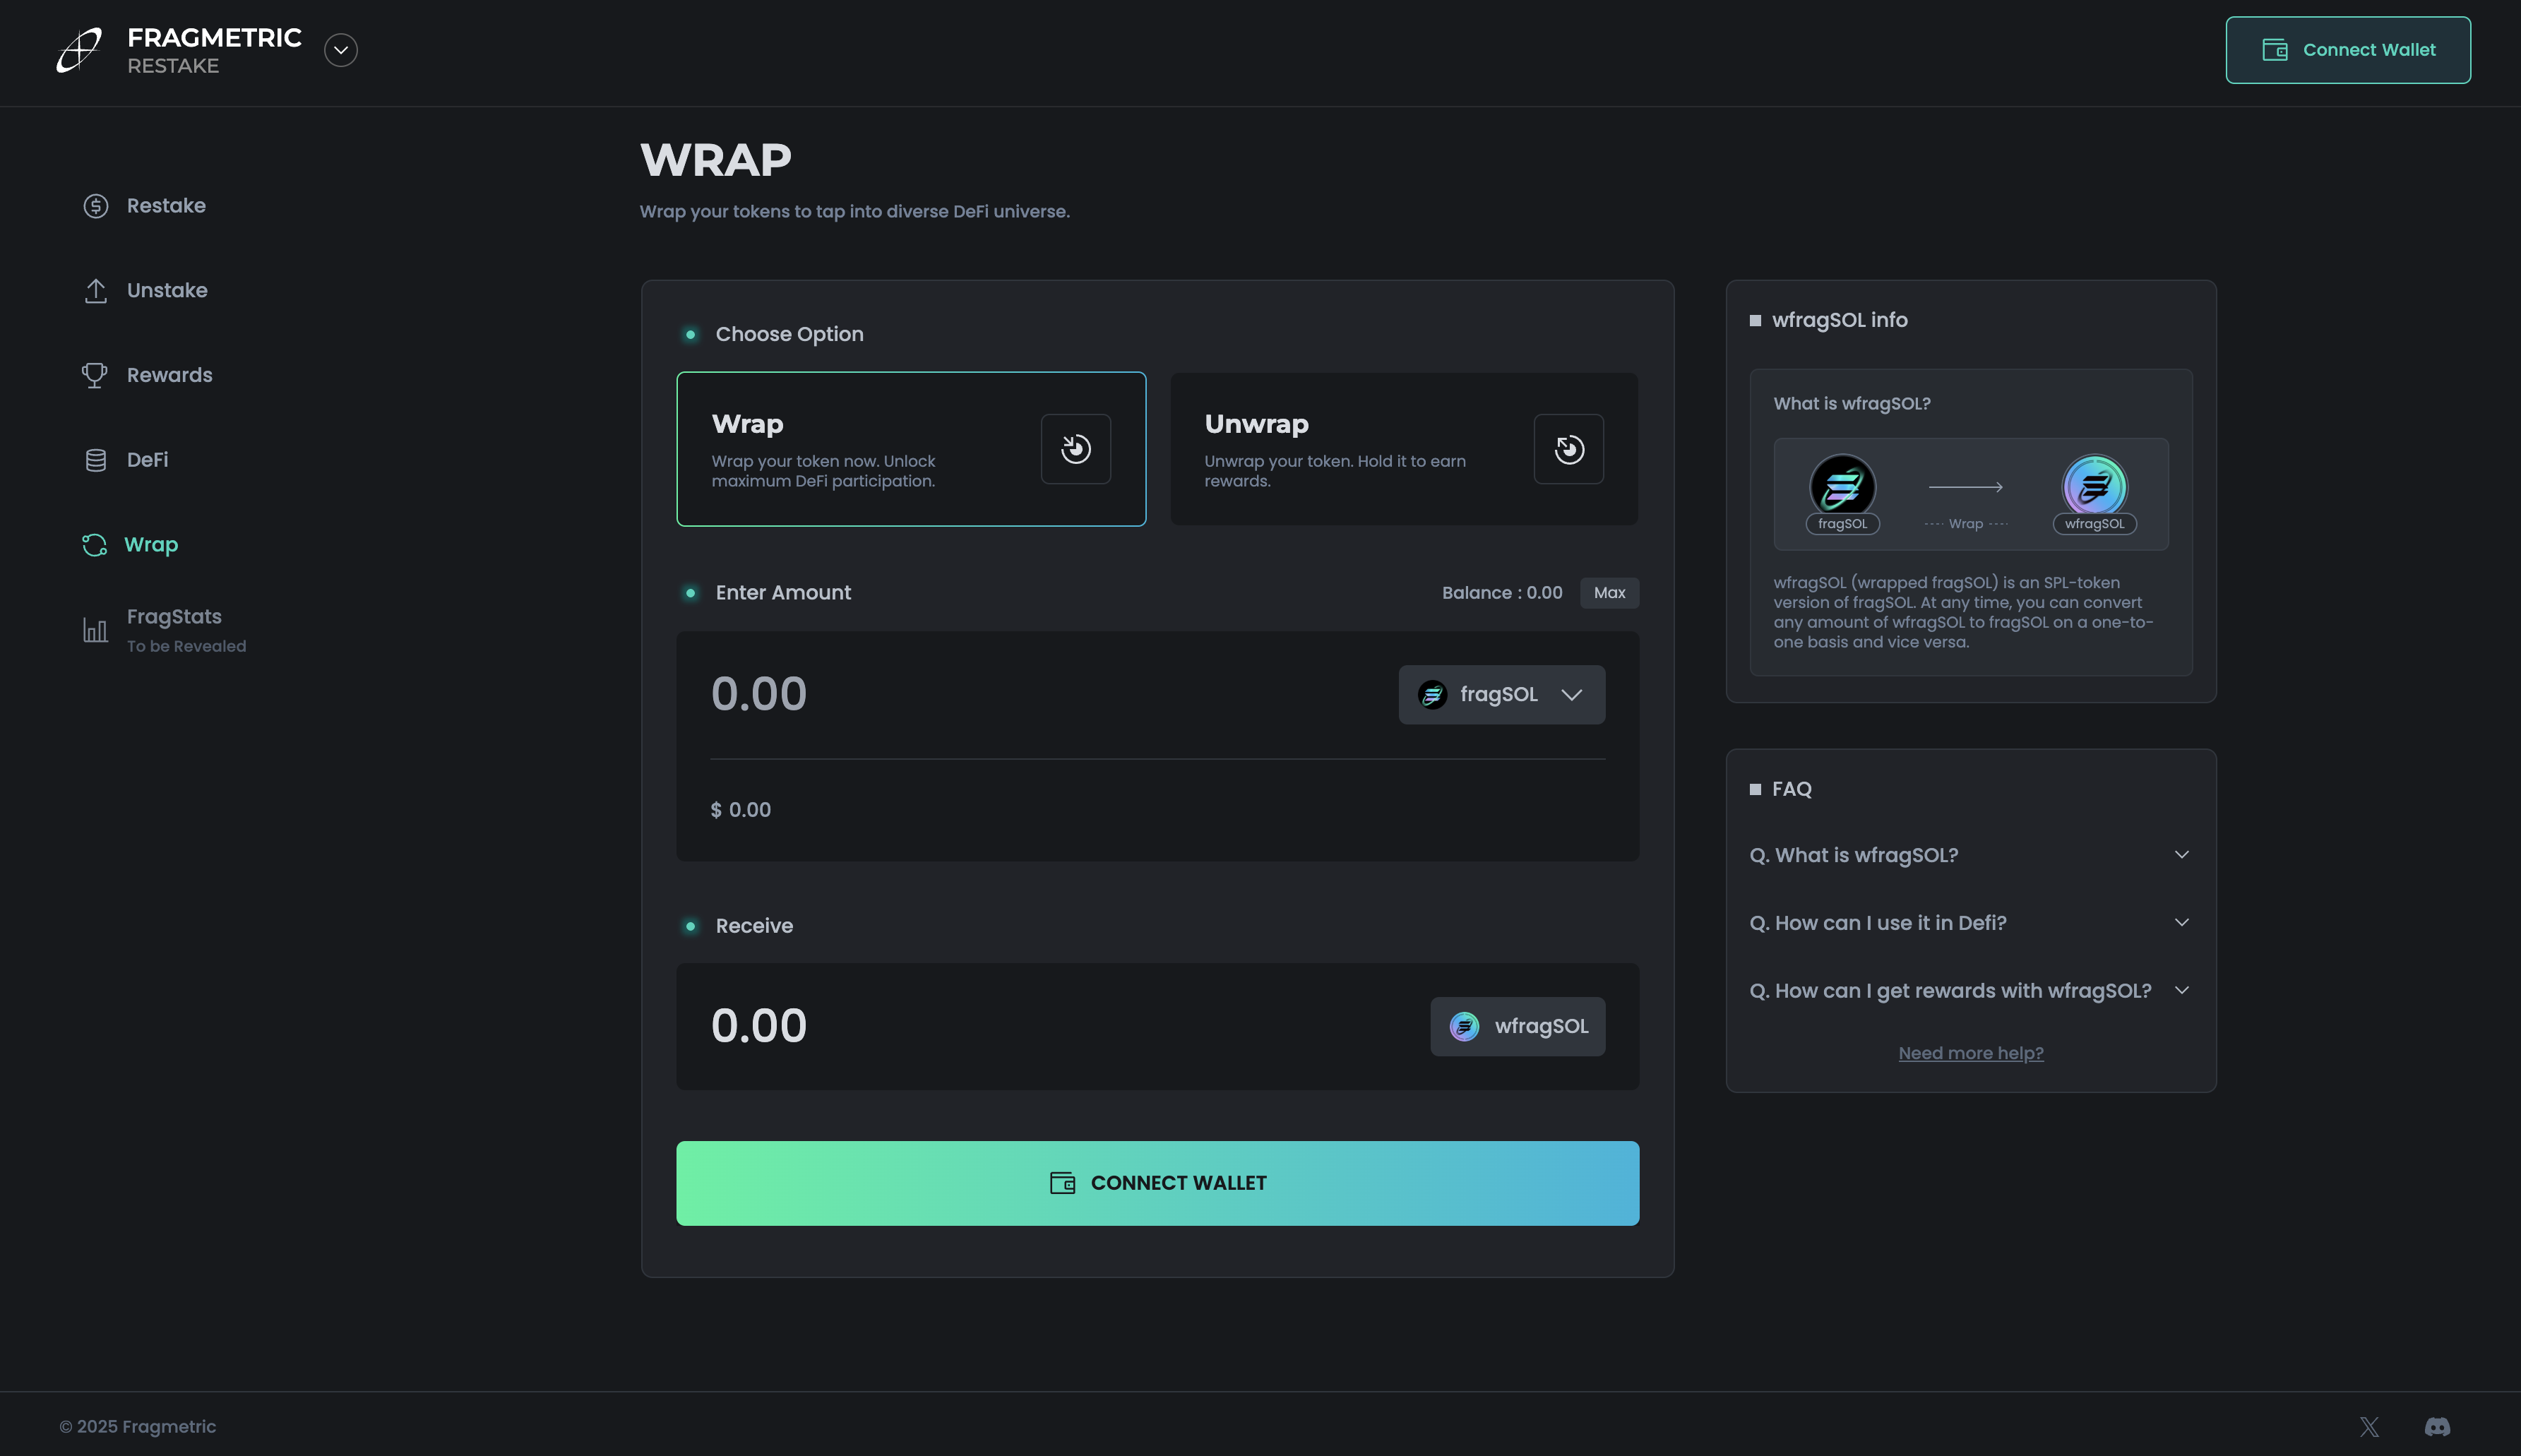 FRAGMETRIC
RESTAKE
Connect Wallet
Restake
Unstake
Rewards
DeFi
Wrap
FragStats
To be Revealed
WRAP
Wrap your tokens to tap into diverse DeFi universe.
Choose Option
Wrap
Wrap your token now. Unlock
maximum DeFi participation.
Unwrap
Unwrap your token. Hold it to earn
rewards.
Enter Amount
Balance : 0.00
Max
0.00
fragSOL
$ 0.00
Receive
0.00
wfragSOL
CONNECT WALLET
wfragSOL info
What is wfragSOL?
fragSOL
Wrap
wfragSOL
wfragSOL (wrapped fragSOL) is an SPL-token
version of fragSOL. At any time, you can convert
any amount of wfragSOL to fragSOL on a one-to-
one basis and vice versa.
FAQ
Q. What is wfragSOL?
Q. How can I use it in Defi?
Q. How can I get rewards with wfragSOL?
Need more help?
© 2025 Fragmetric